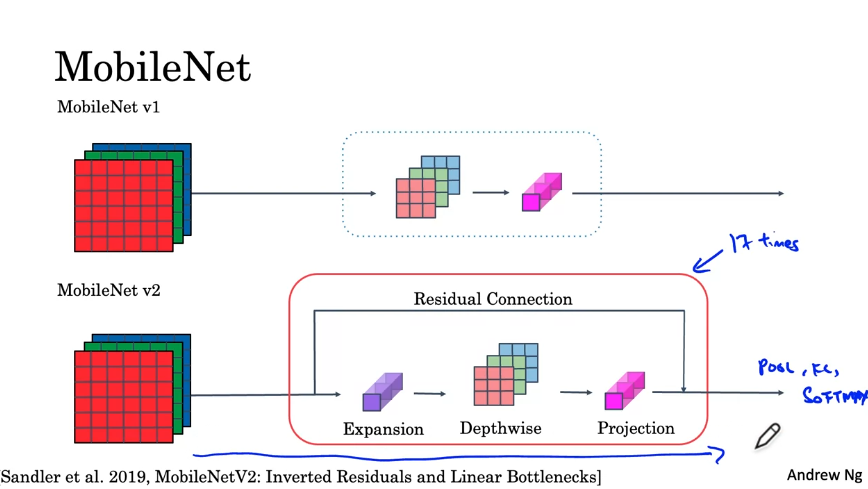 MobileNet
MobileNet v1
17 times
MobileNet v2
Residual Connection
POOL, FC,
SOFTMAX
Expansion Depthwise Projection
[Sandler et al. 2019, MobileNetV2: Inverted Residuals and Linear Bottlenecks]
Andrew Ng